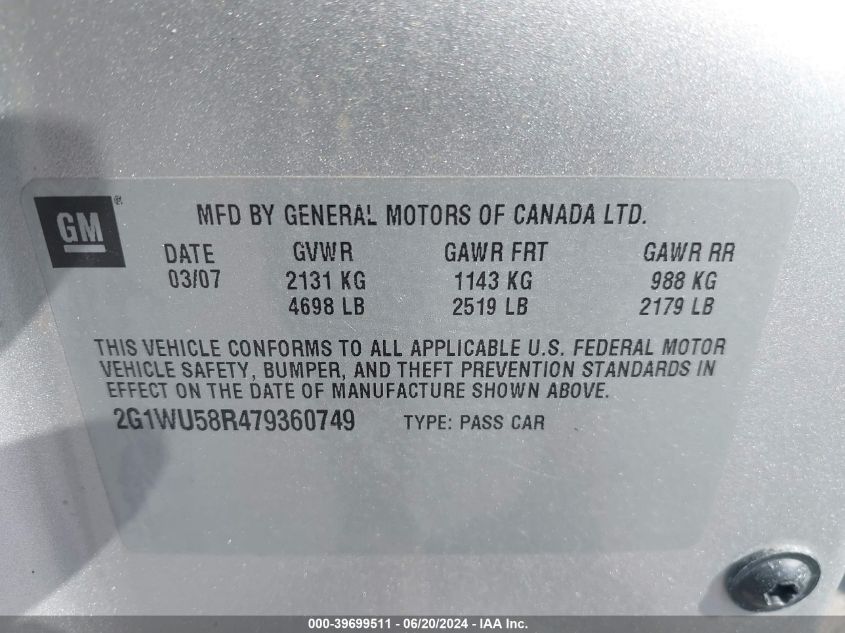 GM®
MFD BY GENERAL MOTORS OF CANADA LTD.
DATE GVWR GAWR FRT GAWR RR
03/07 2131 KG 1143 KG 988 KG
4698 LB 2519 LB 2179 LB
THIS VEHICLE CONFORMS TO ALL APPLICABLE U.S. FEDERAL MOTOR
VEHICLE SAFETY, BUMPER, AND THEFT PREVENTION STANDARDS IN
EFFECT ON THE DATE OF MANUFACTURE SHOWN ABOVE.
2G1WU58R479360749 TYPE: PASS CAR
000-39699511 - 06/20/2024 - IAA Inc.